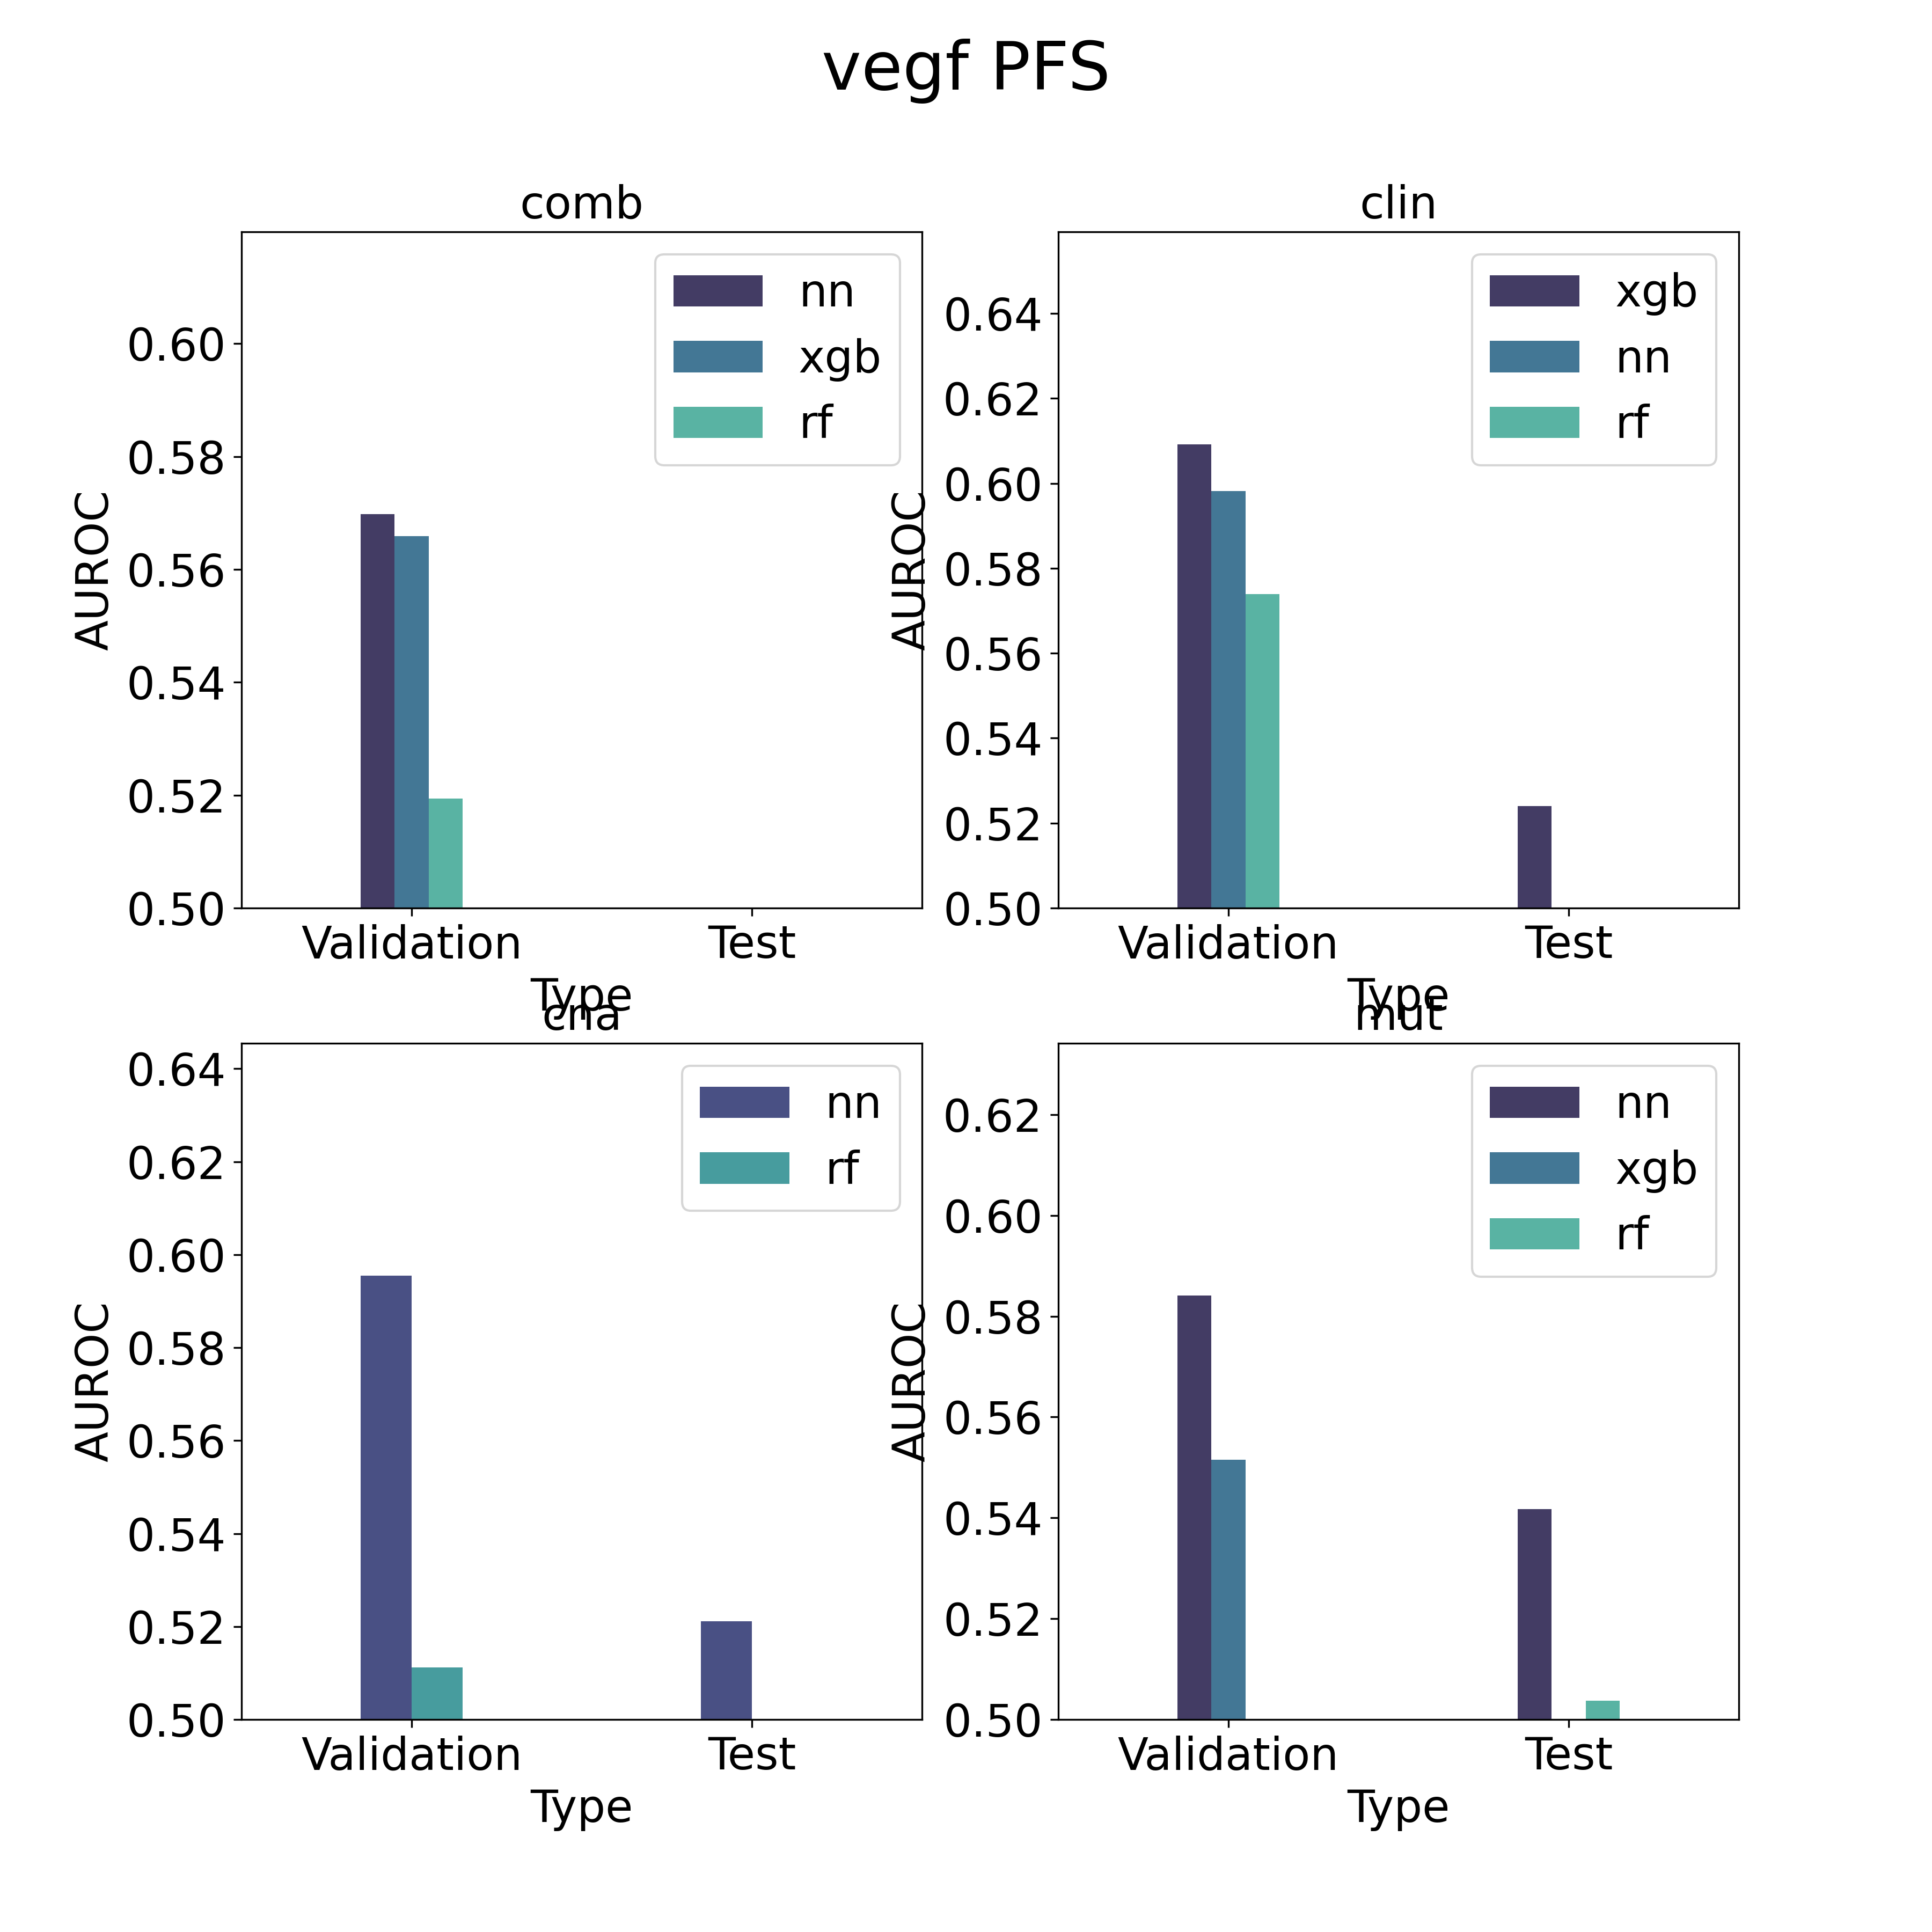 vegf PFS
comb
nn
xgb
rf
0.60
0.58
0.56
0.54
0.52
0.50
AUROC
Validation Test
Type
clin
xgb
nn
rf
0.64
0.62
0.60
0.58
0.56
0.54
0.52
0.50
AUROC
Validation Test
Type
cna
nn
rf
0.64
0.62
0.60
0.58
0.56
0.54
0.52
0.50
AUROC
Validation Test
Type
mut
nn
xgb
rf
0.62
0.60
0.58
0.56
0.54
0.52
0.50
AUROC
Validation Test
Type